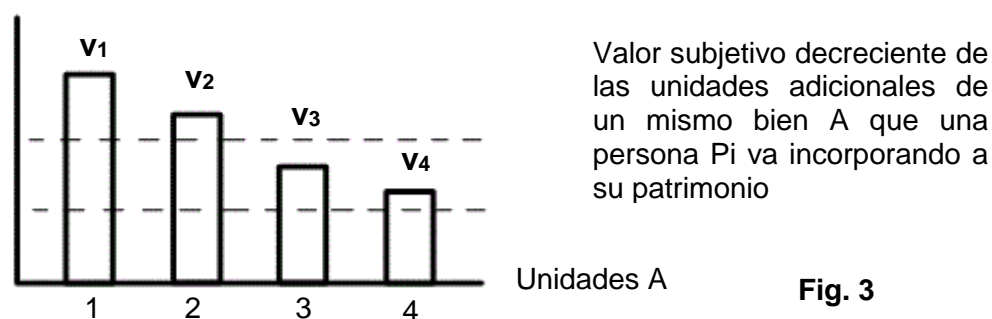 v1
v2
v3
v4
Valor subjetivo decreciente de
las unidades adicionales de
un mismo bien A que una
persona Pi va incorporando a
su patrimonio
1 2 3 4
Unidades A
Fig. 3